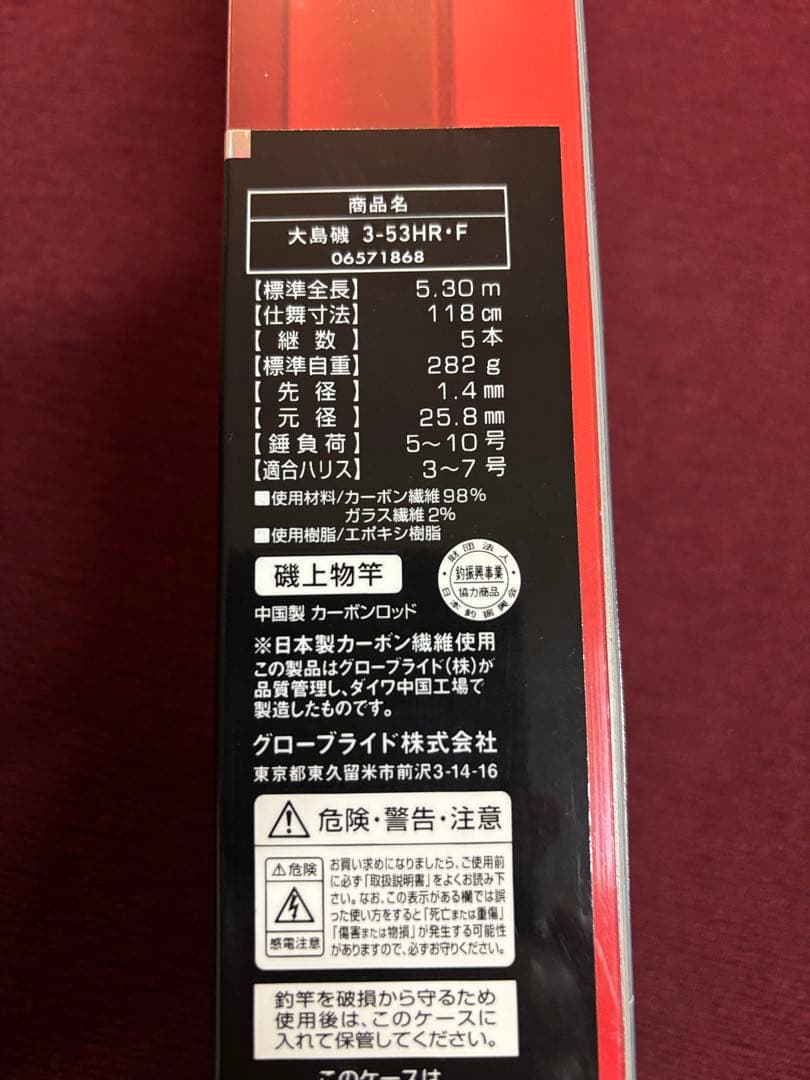 商品名
大島磯 3-53HR・F
06571868
【標準全長】 5.30m
【仕舞寸法】 118㎝
【継数】 5本
【標準自重】 282g
【先径】 1.4㎜
【元径】 25.8㎜
【錘負荷】 5〜10号
【適合ハリス】 3〜7号
■使用材料/カーボン繊維98%
ガラス繊維2%
■使用樹脂/エポキシ樹脂
磯上物竿
財団法人
釣振興事業
協力商品
日本釣振興会
中国製 カーボンロッド
※日本製カーボン繊維使用
この製品はグローブライド(株)が
品質管理し、ダイワ中国工場で
製造したものです。
グローブライド株式会社
東京都東久留米市前沢3-14-16
危険・警告・注意
危険
感電注意
お買い求めになりましたら、ご使用前
に必ず「取扱説明書」をよくお読み下
さい。なお、この表示がある欄では誤
った使い方をすると「死亡または重傷」
「傷害または物損」が発生する可能性
がありますので、必ずお守りください。
釣竿を破損から守るため
使用後は、このケースに
入れて保管してください。
このケースは